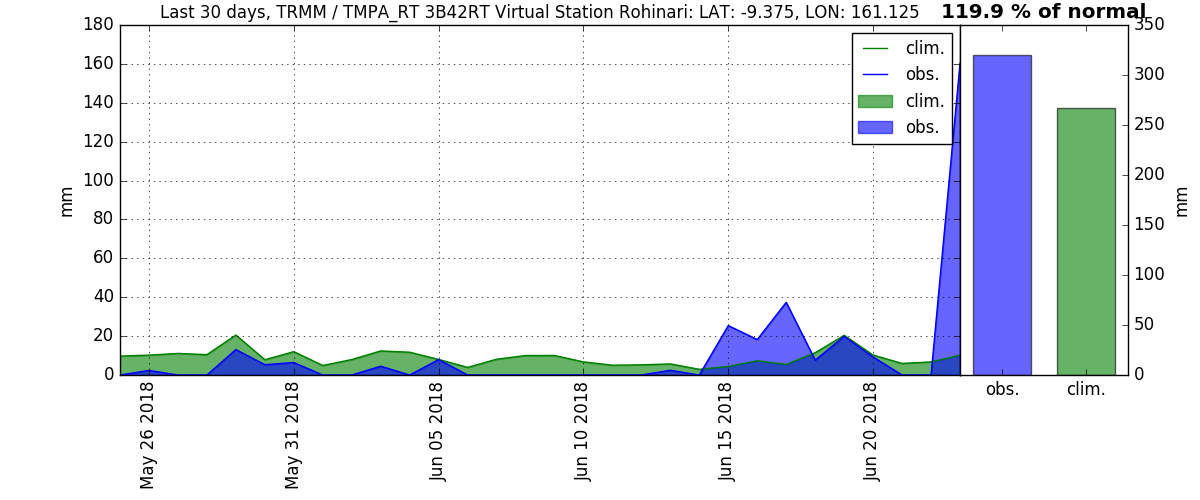 Last 30 days, TRMM / TMPA_RT 3B42RT Virtual Station Rohinari: LAT: -9.375, LON: 161.125
119.9 % of normal
180
160
140
120
100
80
60
40
20
0
mm
clim.
obs.
clim.
obs.
May 26 2018
May 31 2018
Jun 05 2018
Jun 10 2018
Jun 15 2018
Jun 20 2018
350
300
250
200
150
100
50
0
mm
obs.
clim.